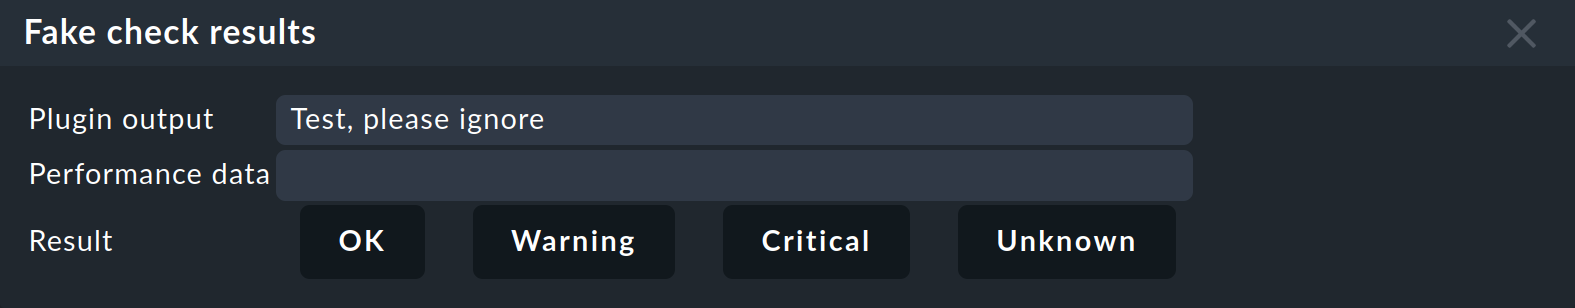 Fake check results
Plugin output Test, please ignore
Performance data
Result OK Warning Critical Unknown